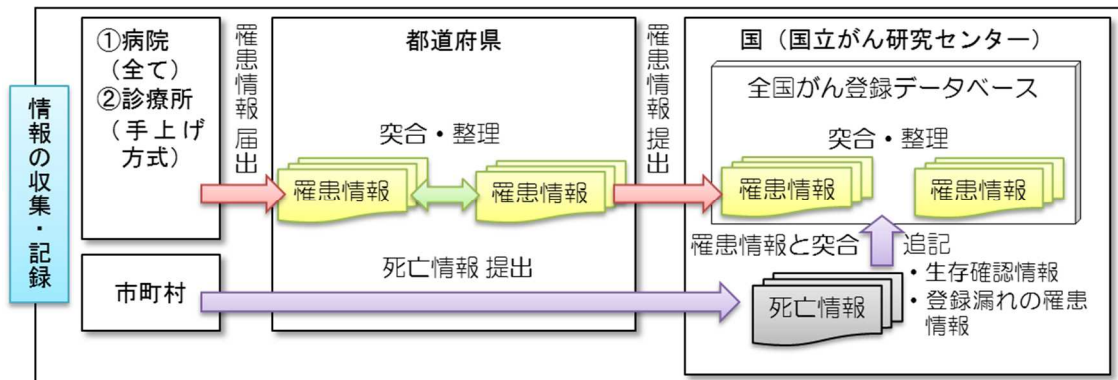 情報の収集・記録
①病院
（全て）
②診療所
（手上げ
方式）
罹患情報 届出
都道府県
突合・整理
罹患情報
罹患情報
罹患情報 提出
国（国立がん研究センター）
全国がん登録データベース
突合・整理
罹患情報
罹患情報
罹患情報と突合
追記
・生存確認情報
・登録漏れの罹患
情報
市町村
死亡情報 提出
死亡情報